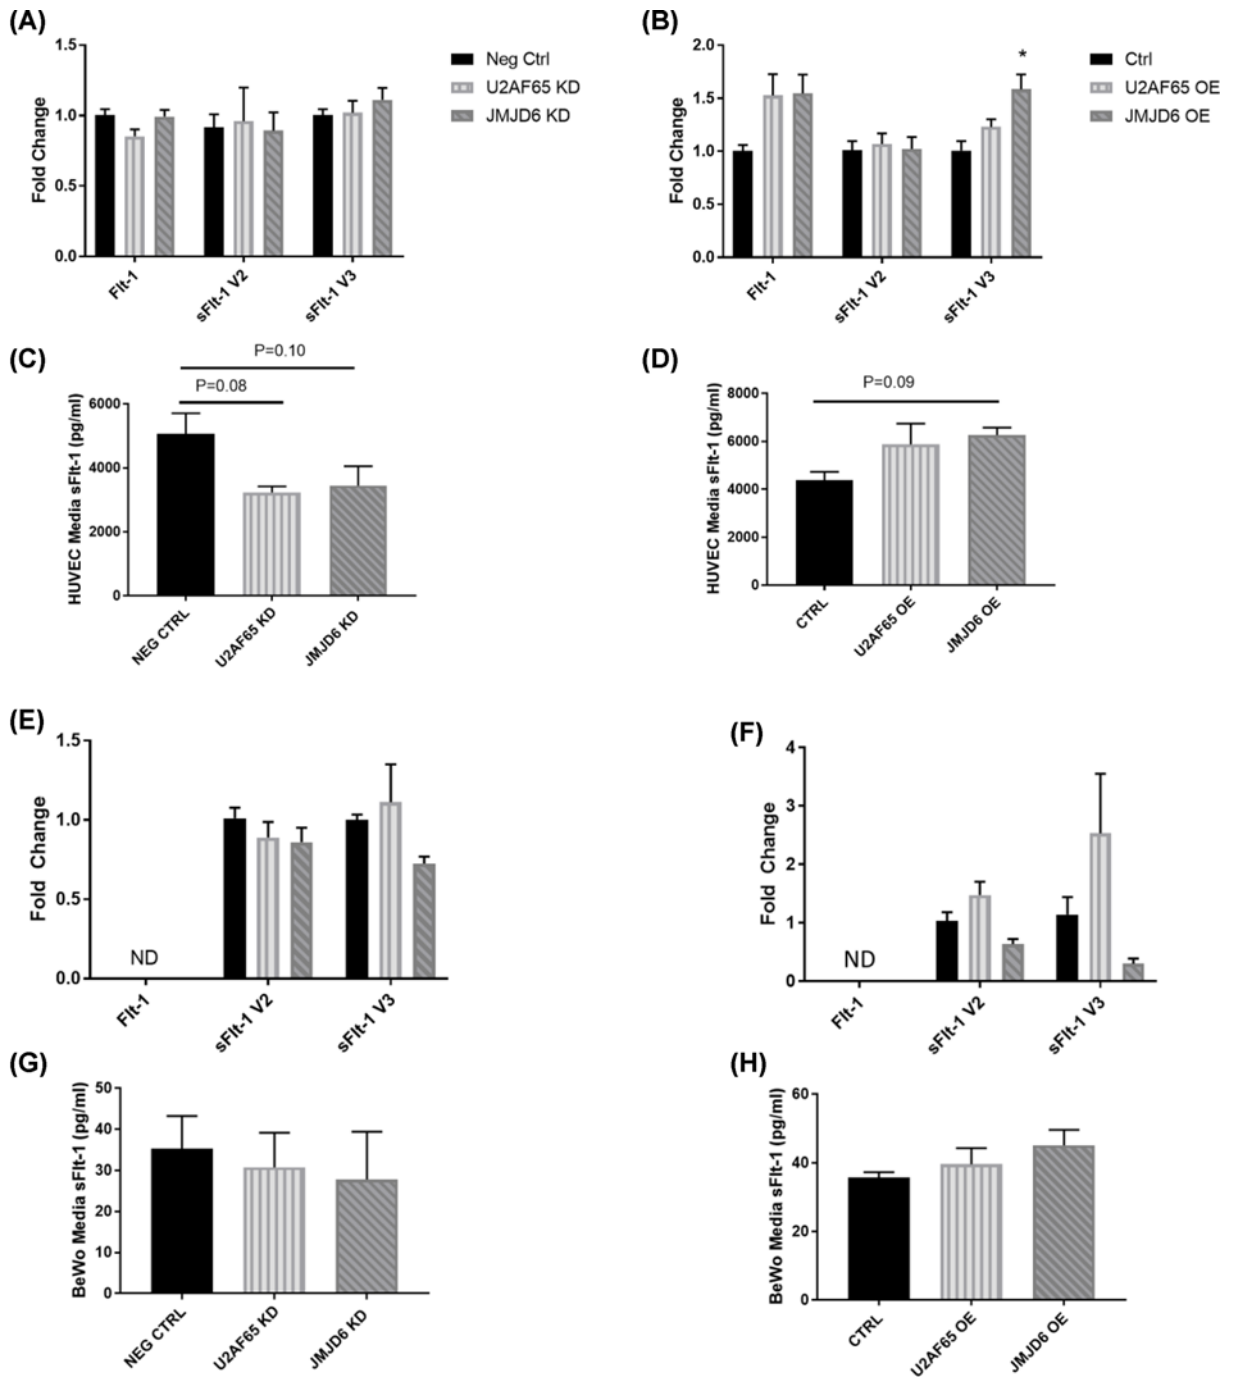 (A)
1.5
1.0
0.5
0.0
Fold Change
Flt-1
sFlt-1 V2
sFlt-1 V3
Neg Ctrl
U2AF65 KD
JMJD6 KD
(B)
2.0
1.5
1.0
0.5
0.0
Fold Change
*
Flt-1
sFlt-1 V2
sFlt-1 V3
Ctrl
U2AF65 OE
JMJD6 OE
(C)
P=0.10
P=0.08
6000
4000
2000
0
HUVEC Media sFlt-1 (pg/ml)
NEG CTRL
U2AF65 KD
JMJD6 KD
(D)
P=0.09
8000
6000
4000
2000
0
HUVEC Media sFlt-1 (pg/ml)
CTRL
U2AF65 OE
JMJD6 OE
(E)
1.5
1.0
0.5
0.0
Fold Change
ND
Flt-1
sFlt-1 V2
sFlt-1 V3
(F)
4
3
2
1
0
Fold Change
ND
Flt-1
sFlt-1 V2
sFlt-1 V3
(G)
50
40
30
20
10
0
BeWo Media sFlt-1 (pg/ml)
NEG CTRL
U2AF65 KD
JMJD6 KD
(H)
60
40
20
0
BeWo Media sFlt-1 (pg/ml)
CTRL
U2AF65 OE
JMJD6 OE